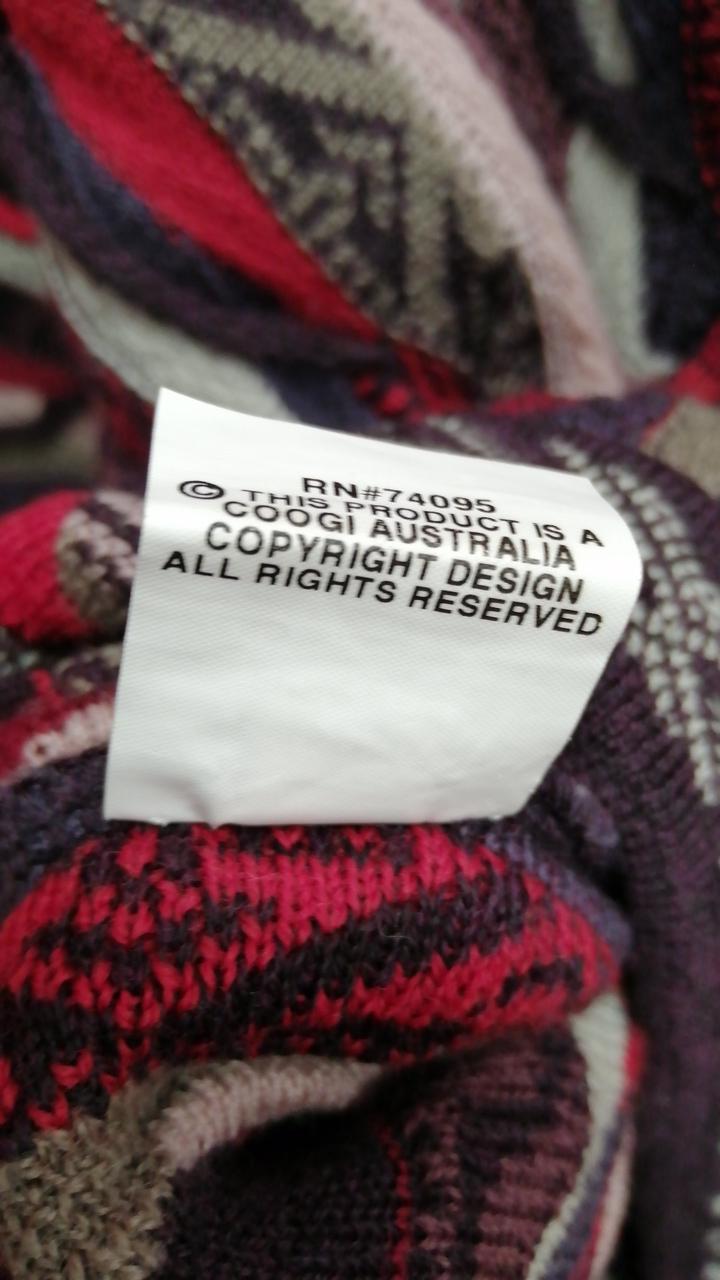 RN#74095
© THIS PRODUCT IS A
COOGI AUSTRALIA
COPYRIGHT DESIGN
ALL RIGHTS RESERVED